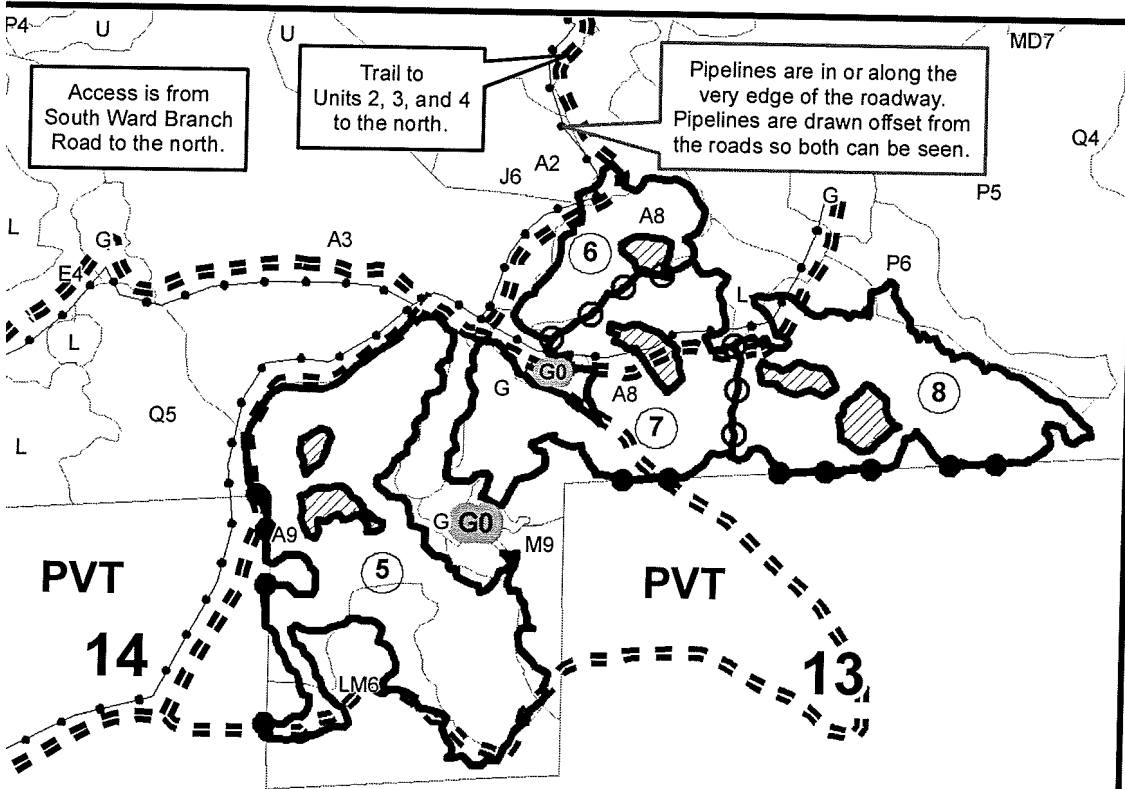 P4
U
U
MD7
Access is from
South Ward Branch
Road to the north.
Trail to
Units 2, 3, and 4
to the north.
Pipelines are in or along the
very edge of the roadway.
Pipelines are drawn offset from
the roads so both can be seen.
Q4
J6
A2
P5
G
L
A3
A8
G
6
E4
P6
L
L
G0
8
Q5
G
A8
7
L
G
G0
A9
M9
PVT
5
PVT
14
13
LM6